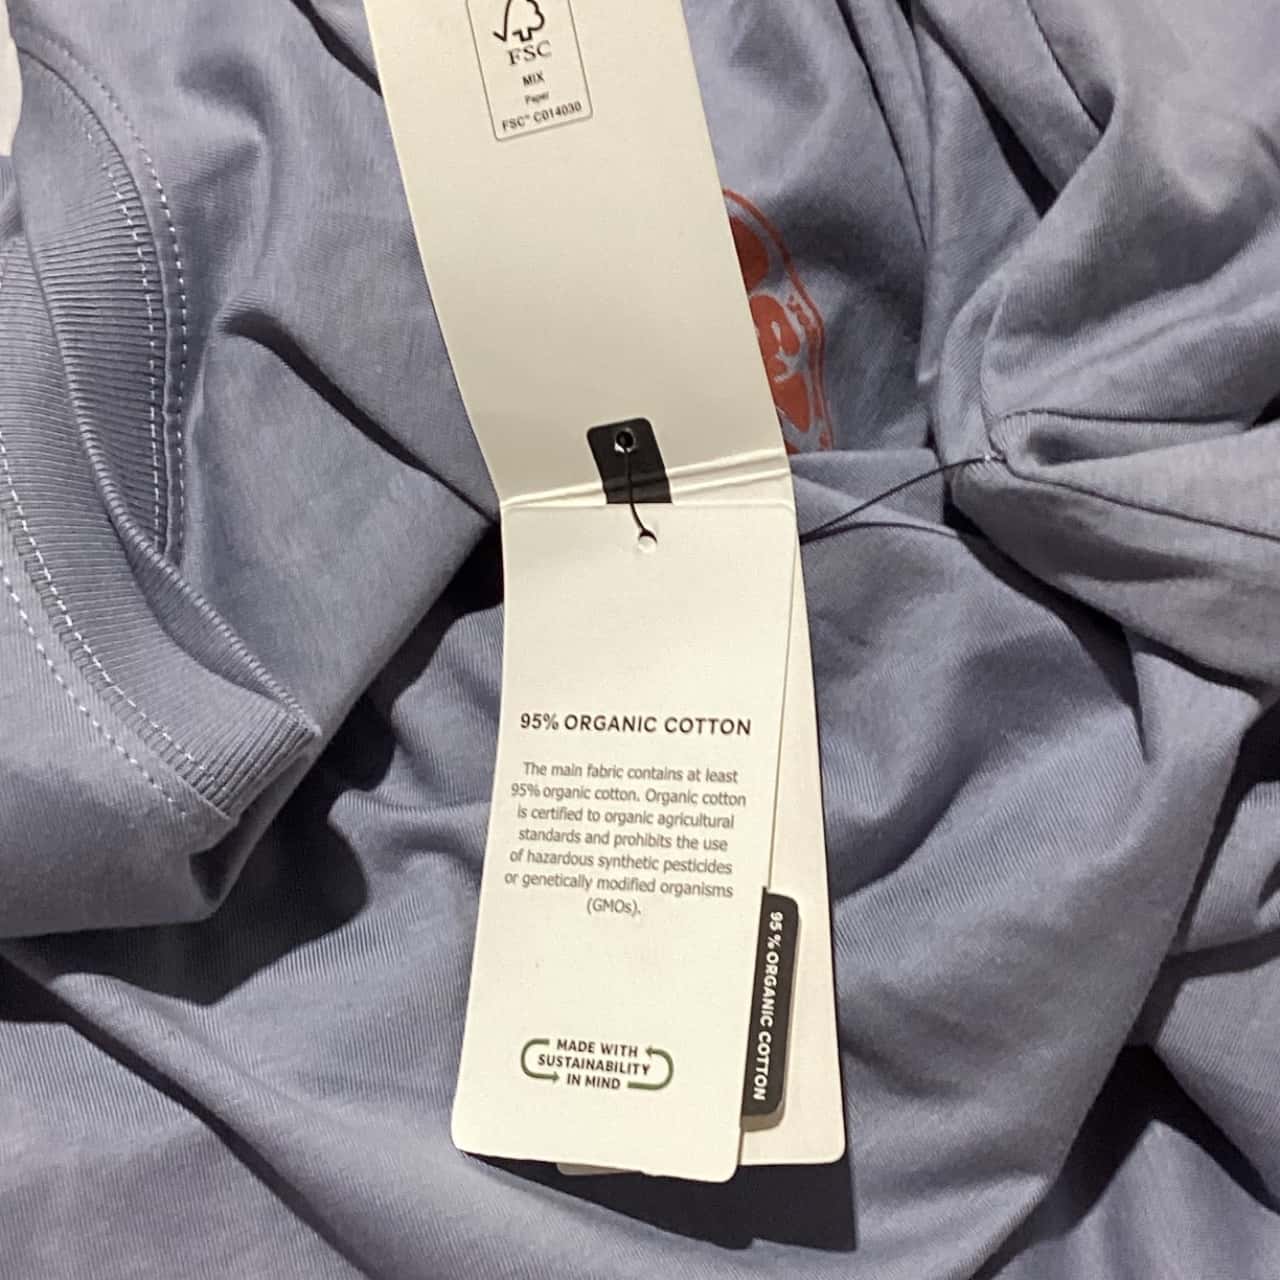 FSC
MIX
Paper
FSC® C014030
95% ORGANIC COTTON
The main fabric contains at least
95% organic cotton. Organic cotton
is certified to organic agricultural
standards and prohibits the use
of hazardous synthetic pesticides
or genetically modified organisms
(GMOs).
MADE WITH
SUSTAINABILITY
IN MIND
95 % ORGANIC COTTON